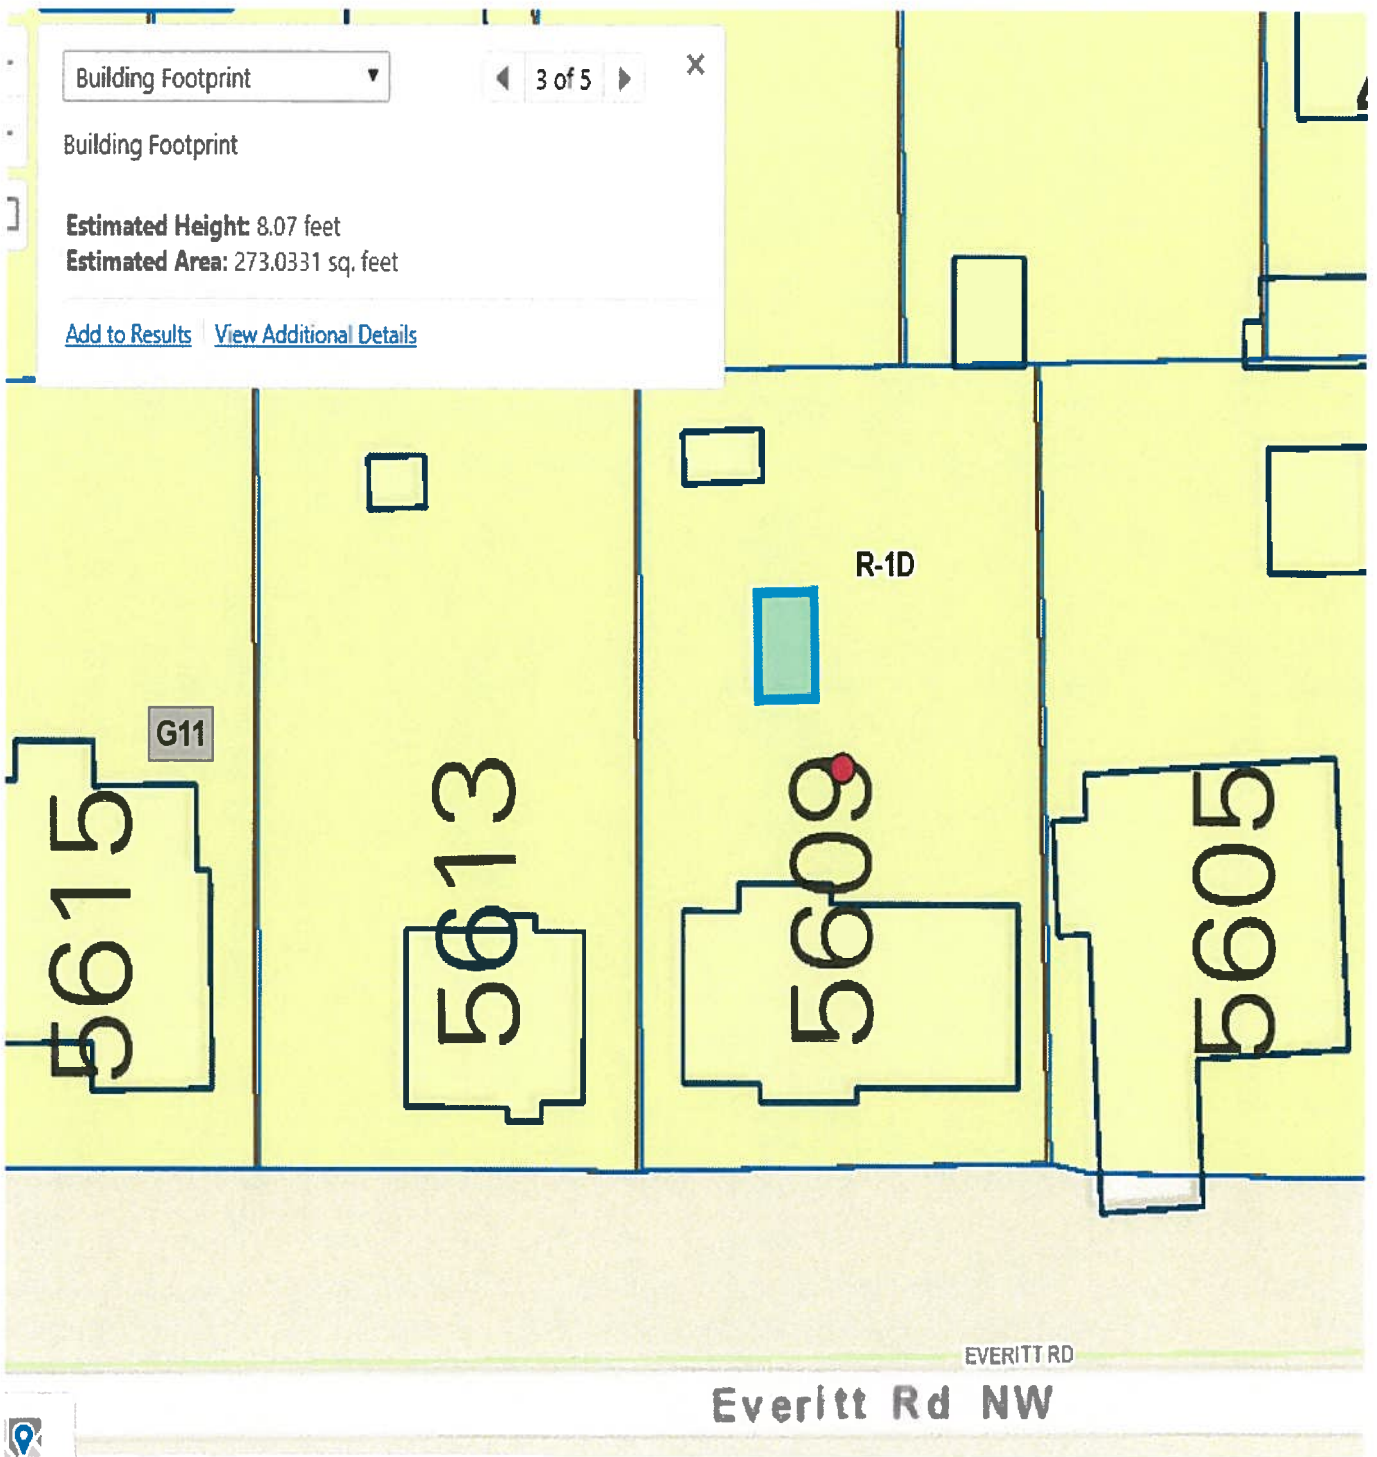 Building Footprint
3 of 5
Building Footprint
Estimated Height: 8.07 feet
Estimated Area: 273.0331 sq. feet
Add to Results
View Additional Details
R-1D
G11
5615
5613
5609
5605
EVERITT RD
Everitt Rd NW